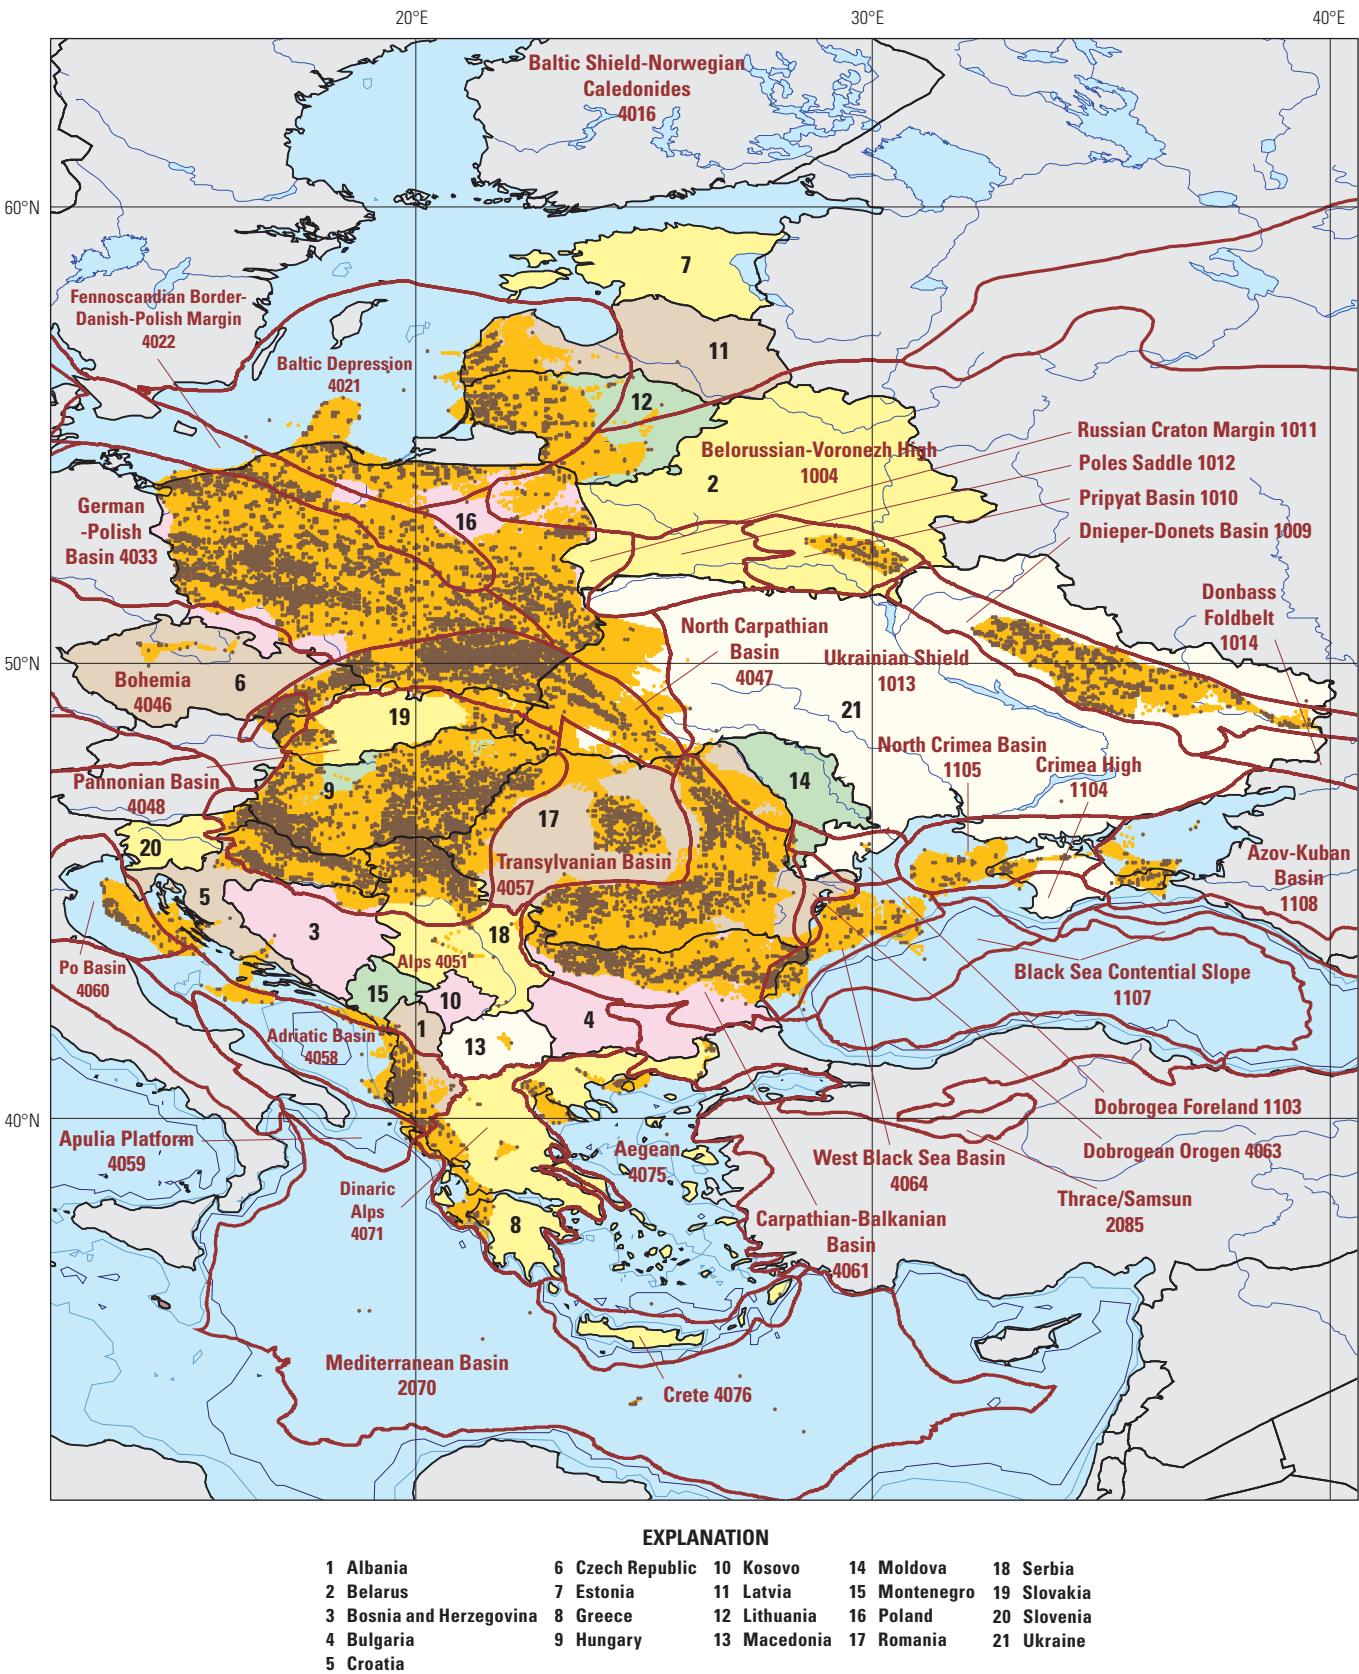 20°E
30°E
40°E
Baltic Shield-Norwegian
Caledonides
4016
60°N
7
Fennoscandian Border-
Danish-Polish Margin
4022
Baltic Depression
4021
11
12
Belorussian-Voronezh High
1004
2
Russian Craton Margin 1011
Poles Saddle 1012
Pripyat Basin 1010
Dnieper-Donets Basin 1009
German
-Polish
Basin 4033
16
Donbass
Foldbelt
1014
North Carpathian
Basin
4047
Ukrainian Shield
1013
50°N
Bohemia
4046
6
19
21
North Crimea Basin
1105
Crimea High
1104
Pannonian Basin
4048
9
14
17
20
Transylvanian Basin
4057
Azov-Kuban
Basin
1108
5
3
18
Alps 4051
Po Basin
4060
Black Sea Contential Slope
1107
15
10
1
4
Adriatic Basin
4058
13
40°N
Dobrogea Foreland 1103
Apulia Platform
4059
Aegean
4075
West Black Sea Basin
4064
Dobrogean Orogen 4063
Dinaric
Alps
4071
Thrace/Samsun
2085
8
Carpathian-Balkanian
Basin
4061
Mediterranean Basin
2070
Crete 4076
EXPLANATION
1 Albania
2 Belarus
3 Bosnia and Herzegovina
4 Bulgaria
5 Croatia
6 Czech Republic
7 Estonia
8 Greece
9 Hungary
10 Kosovo
11 Latvia
12 Lithuania
13 Macedonia
14 Moldova
15 Montenegro
16 Poland
17 Romania
18 Serbia
19 Slovakia
20 Slovenia
21 Ukraine